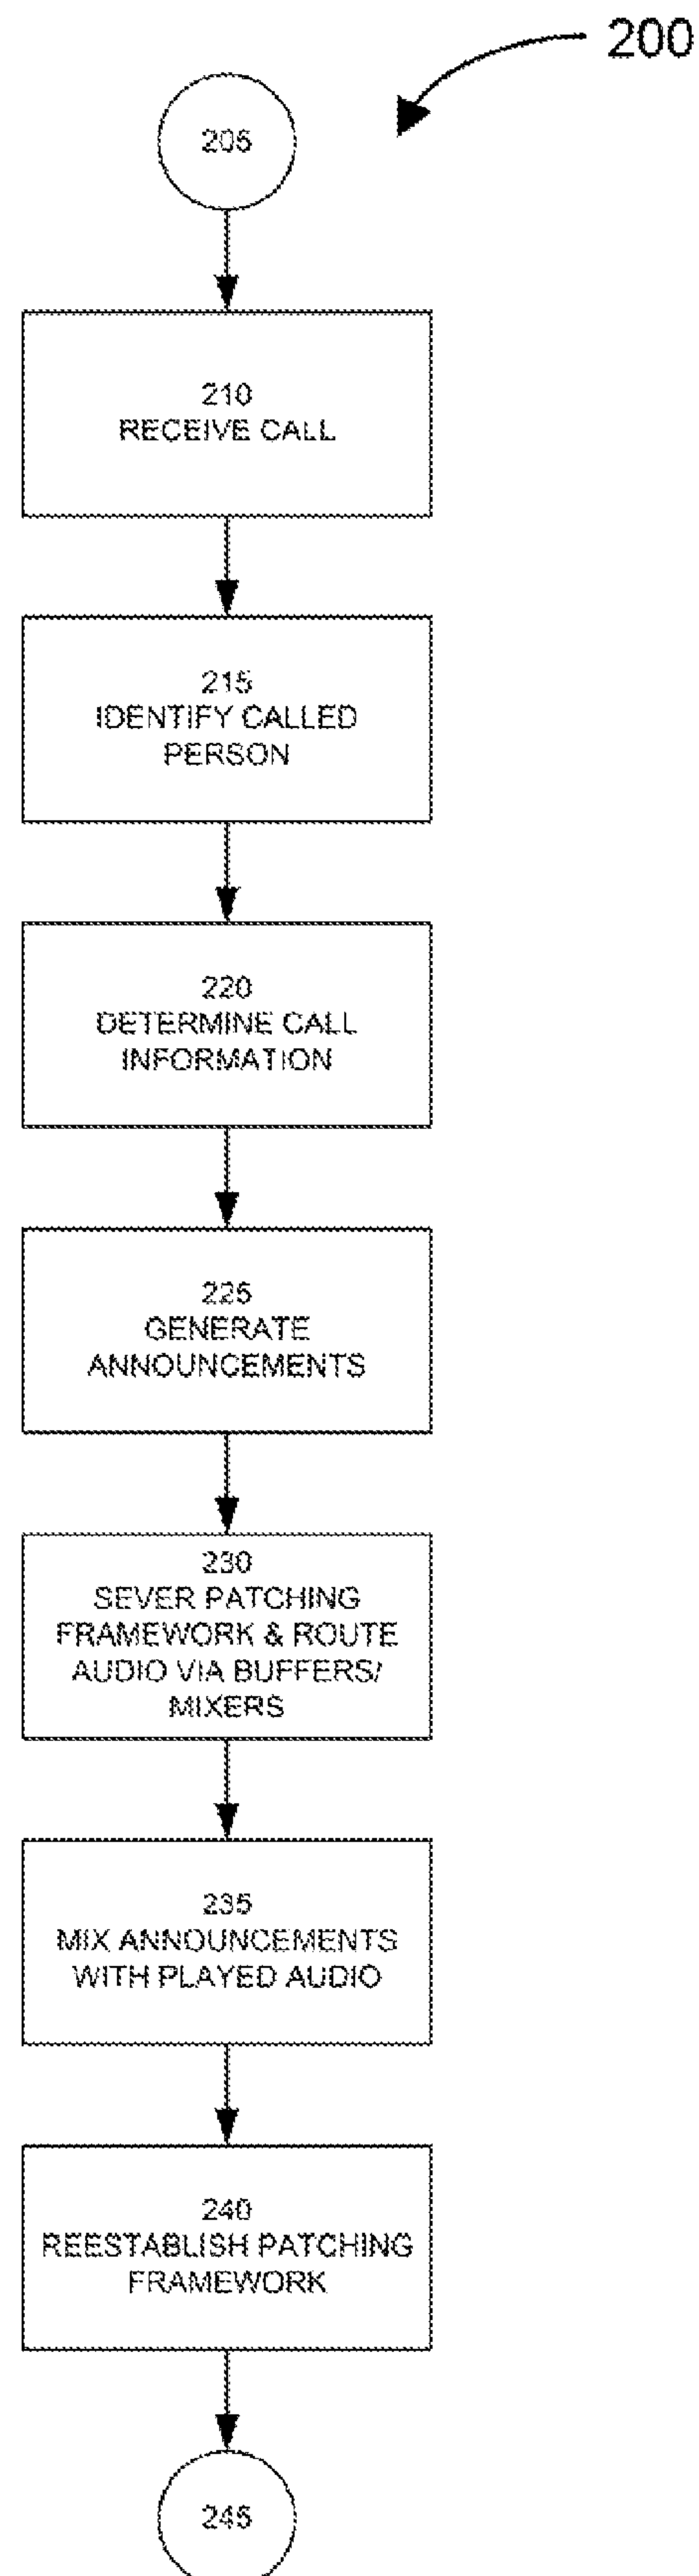 200
205
210
RECEIVE CALL
215
IDENTIFY CALLED
PERSON
220
DETERMINE CALL
INFORMATION
225
GENERATE
ANNOUNCEMENTS
230
SEVER PATCHING
FRAMEWORK & ROUTE
AUDIO VIA BUFFERS/
MIXERS
235
MIX ANNOUNCEMENTS
WITH PLAYED AUDIO
240
REESTABLISH PATCHING
FRAMEWORK
245